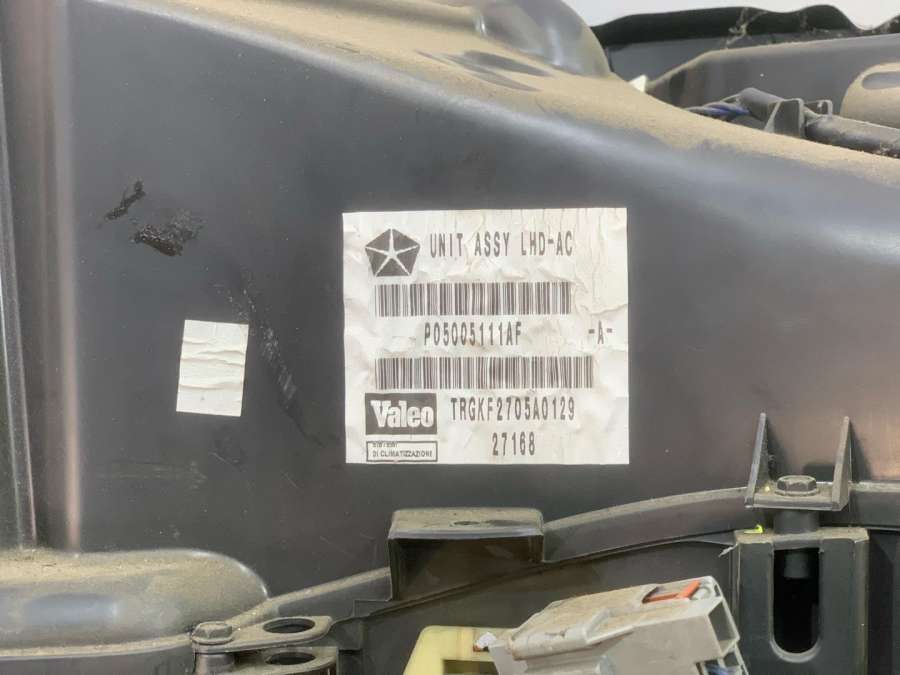 UNIT ASSY LHD-AC
P05005111AF -A-
TRGKF2705A0129
Valeo
27168
DI CLIMATIZZAZIONE